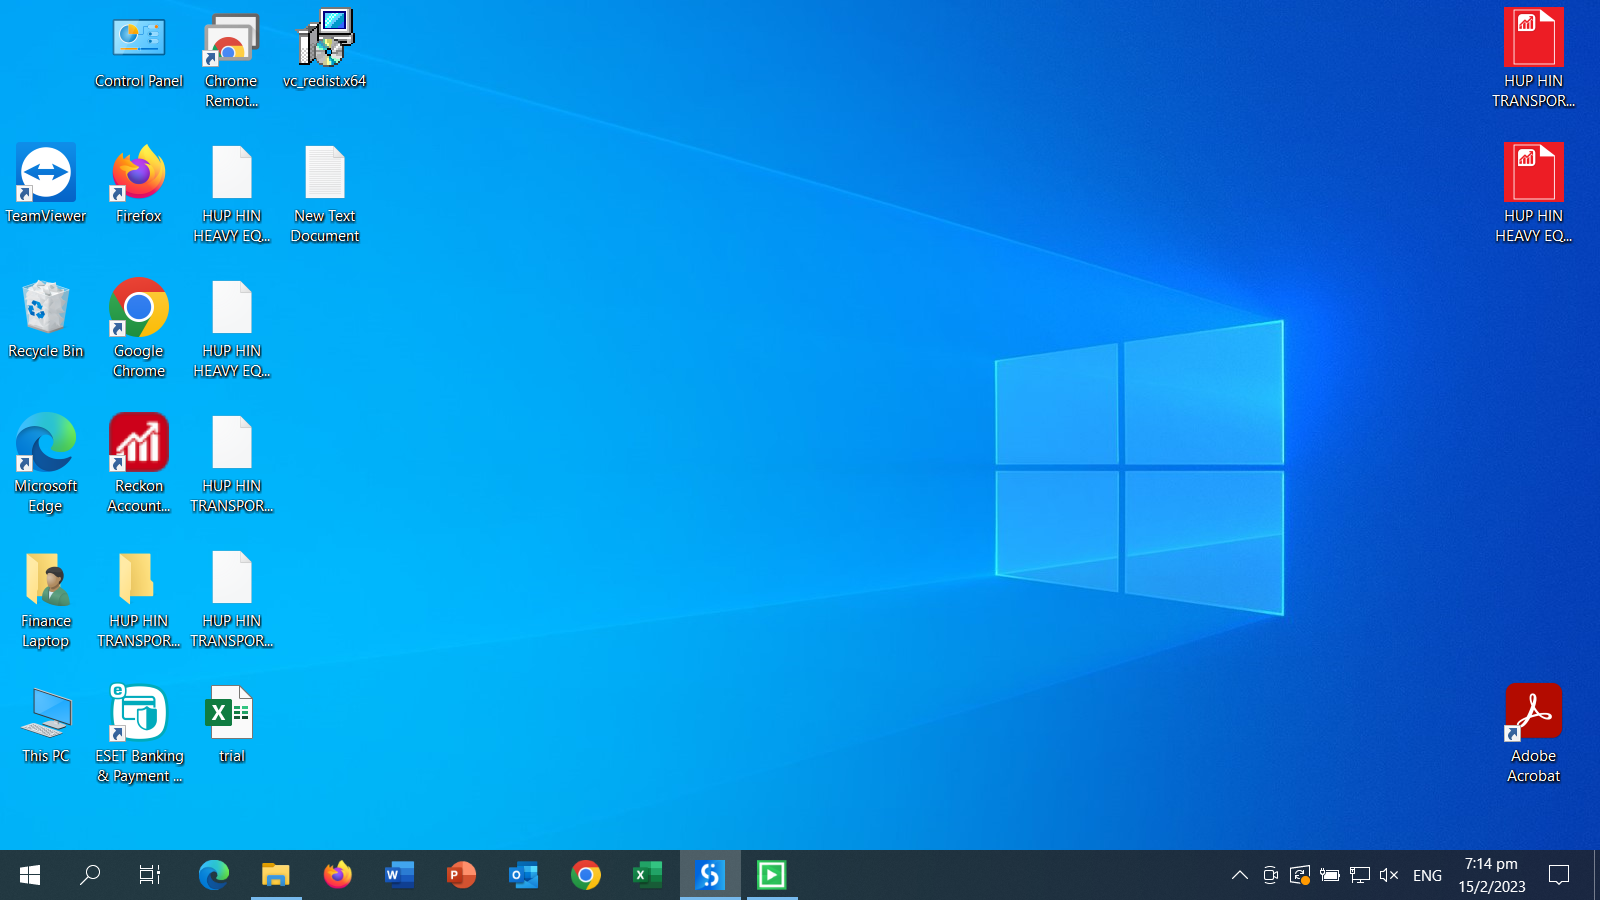 Control Panel
Chrome
Remot...
vc_redist.x64
HUP HIN
TRANSPOR...
TeamViewer
Firefox
HUP HIN
HEAVY EQ...
New Text
Document
HUP HIN
HEAVY EQ...
Recycle Bin
Google
Chrome
HUP HIN
HEAVY EQ...
Microsoft
Edge
Reckon
Account...
HUP HIN
TRANSPOR...
Finance
Laptop
HUP HIN
TRANSPOR...
HUP HIN
TRANSPOR...
This PC
ESET Banking
& Payment ...
trial
Adobe
Acrobat
ENG
7:14 pm
15/2/2023